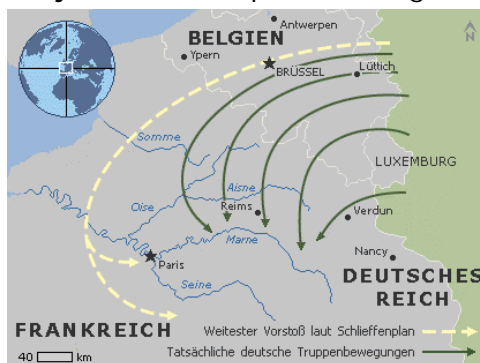 Antwerpen
N
BELGIEN
Ypern
BRÜSSEL
Lüttich
Somme
LUXEMBURG
Oise
Aisne
Reims
Verdun
Marne
Nancy
Paris
DEUTSCHES
REICH
Seine
FRANKREICH
Weitester Vorstoß laut Schlieffenplan
40 km
Tatsächliche deutsche Truppenbewegungen